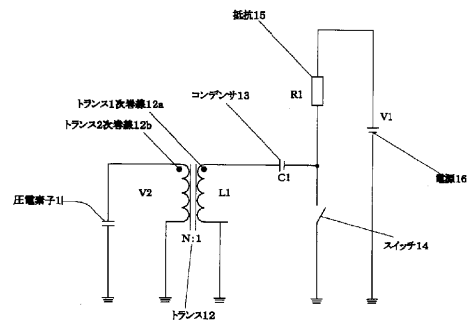 抵抗15
コンデンサ13
R1
トランス1次巻線12a
トランス2次巻線12b
V1
C1
電源16
圧電素子1
V2
L1
スイッチ14
N:1
トランス12